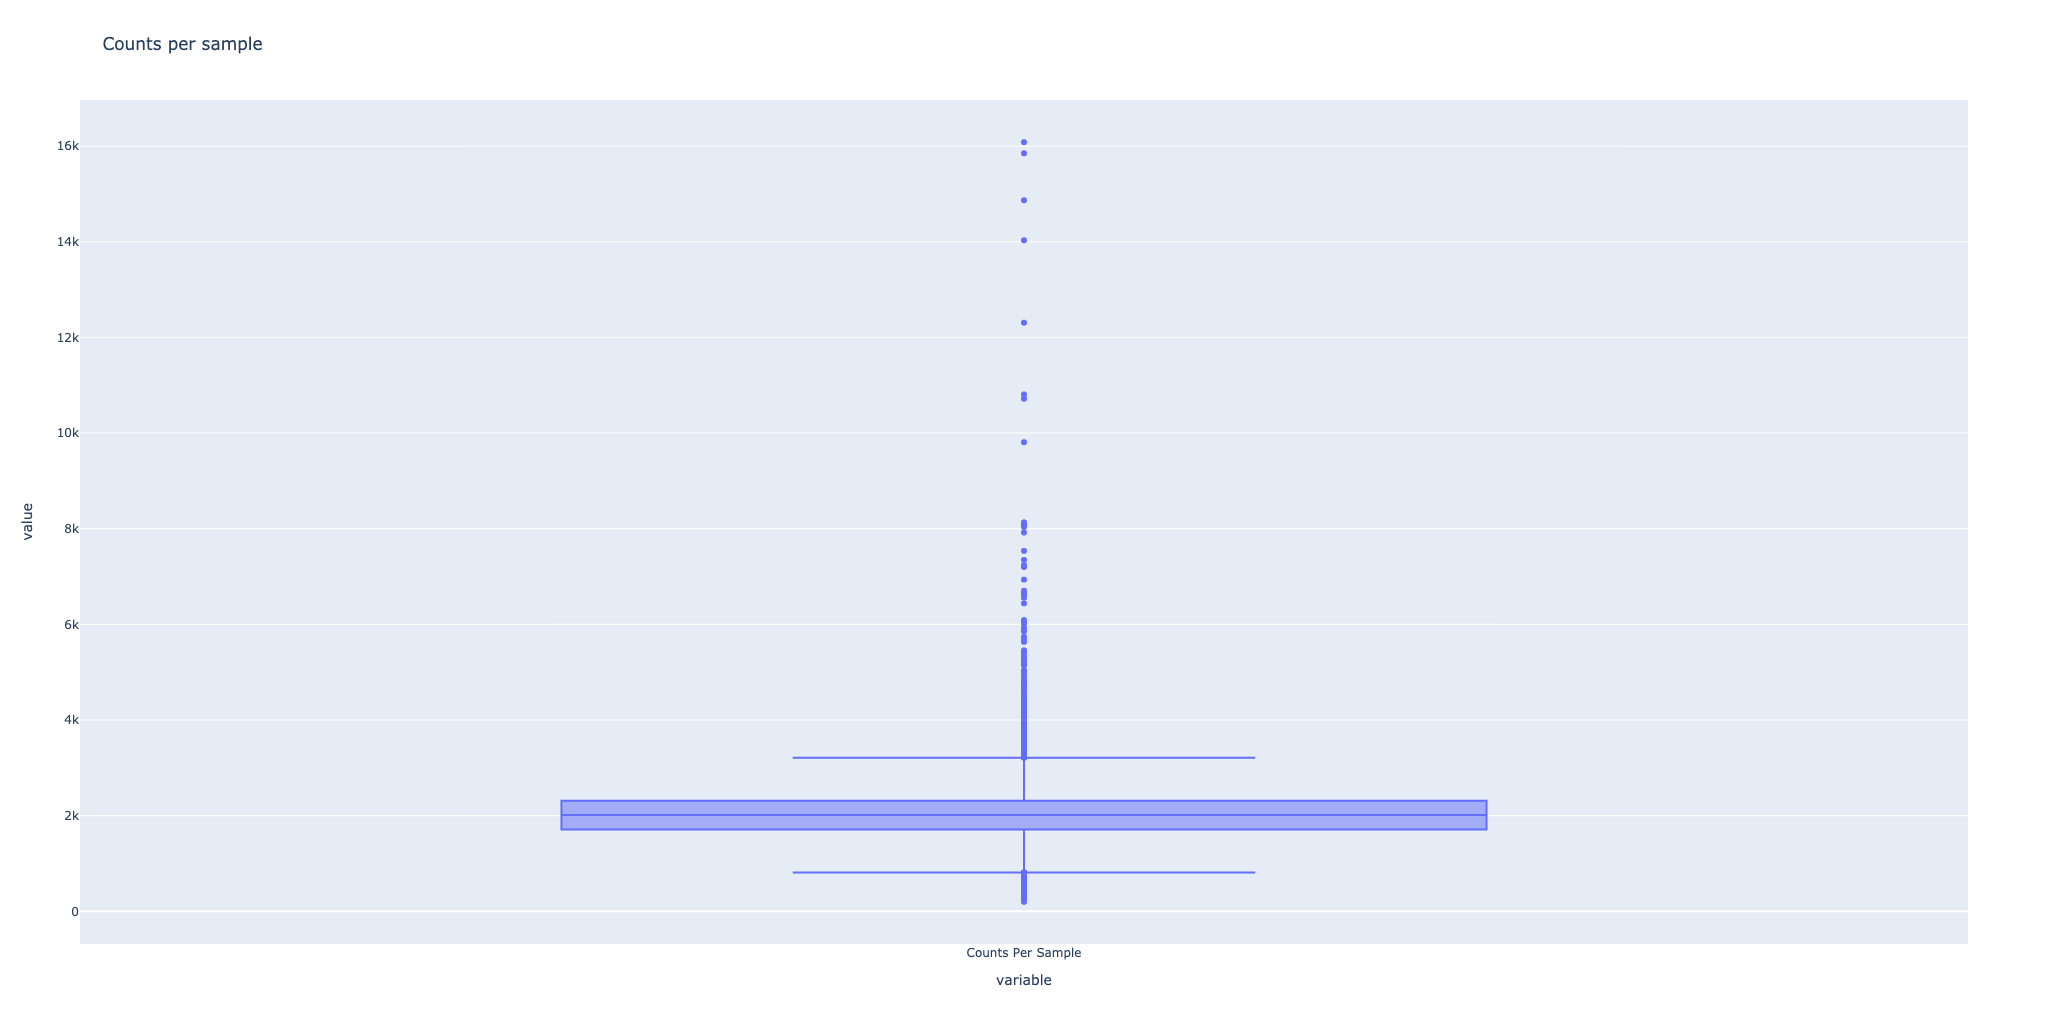 Counts per sample
16k
14k
12k
10k
8k
6k
4k
2k
0
value
Counts Per Sample
variable